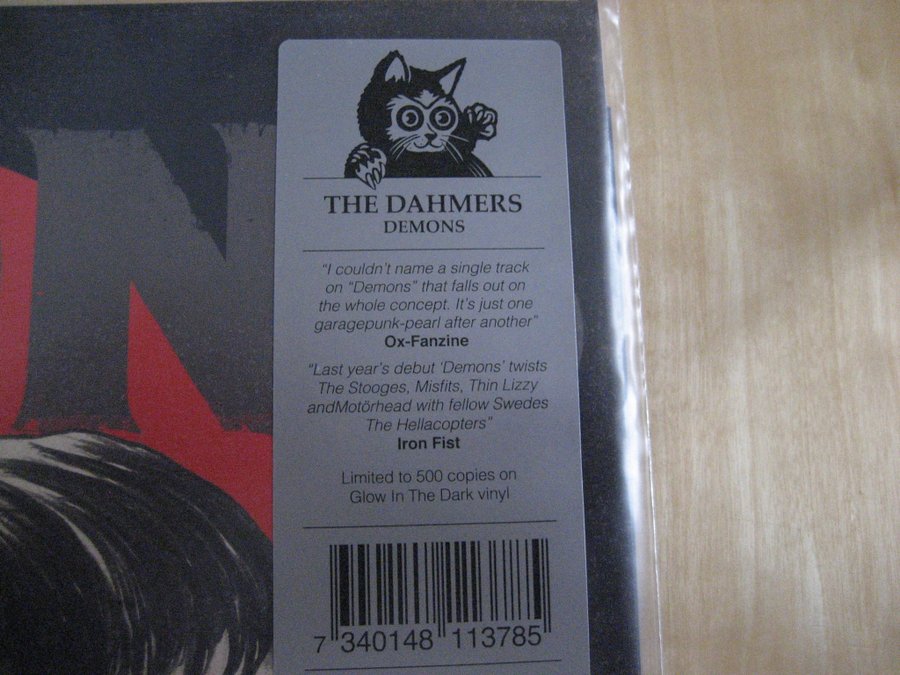 N
THE DAHMERS
DEMONS
"I couldn't name a single track
on "Demons" that falls out on
the whole concept. It's just one
garagepunk-pearl after another"
Ox-Fanzine
"Last year's debut 'Demons' twists
The Stooges, Misfits, Thin Lizzy
andMotörhead with fellow Swedes
The Hellacopters"
Iron Fist
Limited to 500 copies on
Glow In The Dark vinyl
7 340148 113785